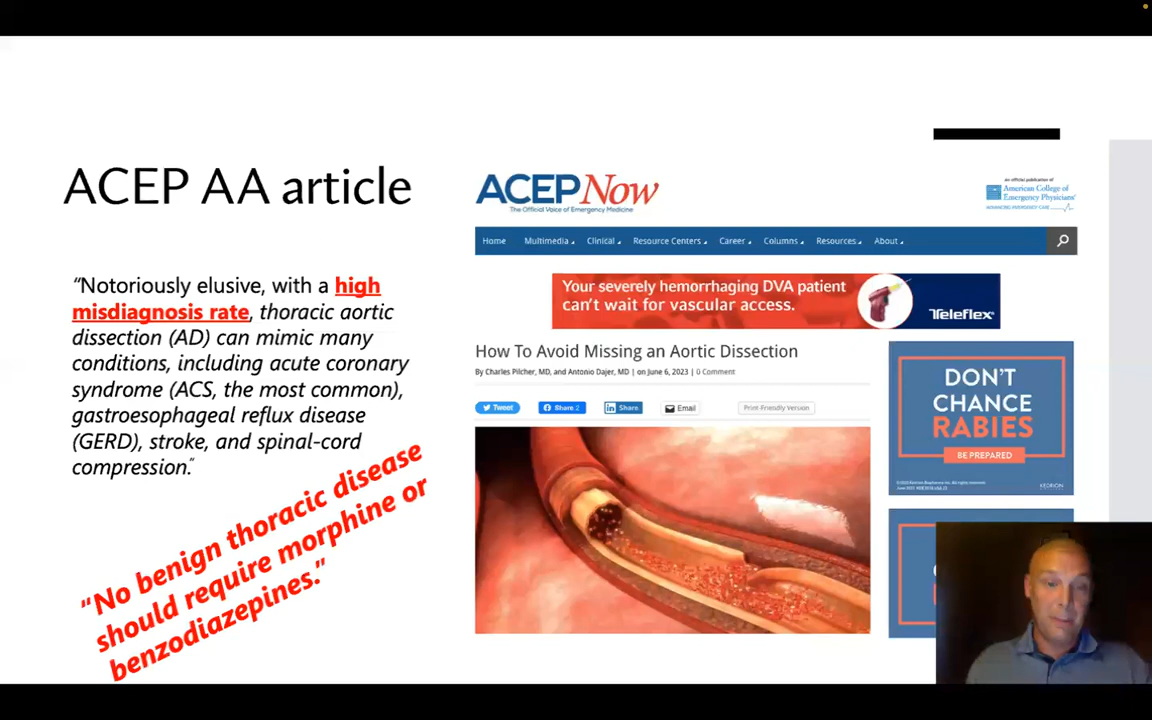 ACEP AA article
“Notoriously elusive, with a high
misdiagnosis rate, thoracic aortic
dissection (AD) can mimic many
conditions, including acute coronary
syndrome (ACS, the most common),
gastroesophageal reflux disease
(GERD), stroke, and spinal-cord
compression.”
“No benign thoracic disease
should require morphine or
benzodiazepines.”
ACEPNow
The Official Voice of Emergency Medicine
an official publication of
American College of
Emergency Physicians
ADVANCING EMERGENCY CARE
Home Multimedia Clinical Resource Centers Career Columns Resources About
Your severely hemorrhaging DVA patient
can't wait for vascular access.
Teleflex
How To Avoid Missing an Aortic Dissection
By Charles Pilcher, MD, and Antonio Dajer, MD | on June 6, 2023 | 0 Comment
Tweet Share 2 Share Email Print-Friendly Version
DON'T
CHANCE
RABIES
BE PREPARED
KEDRION